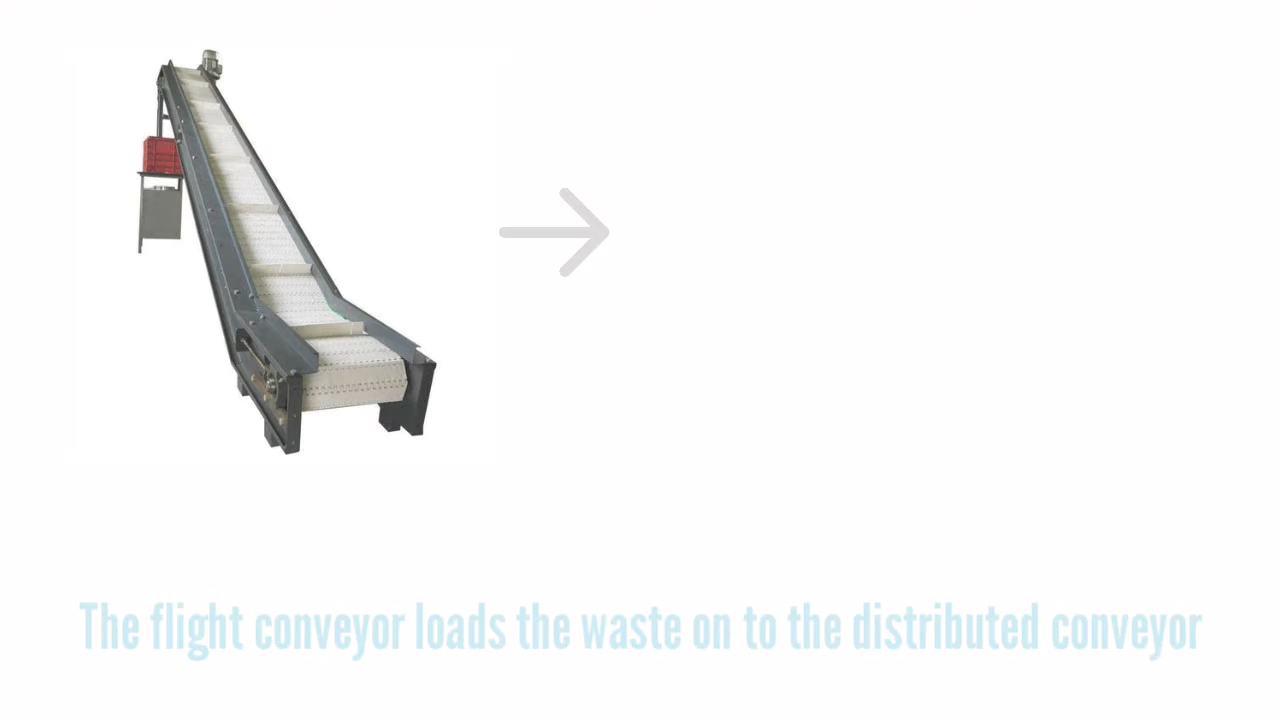 The flight conveyor loads the waste on to the distributed conveyor